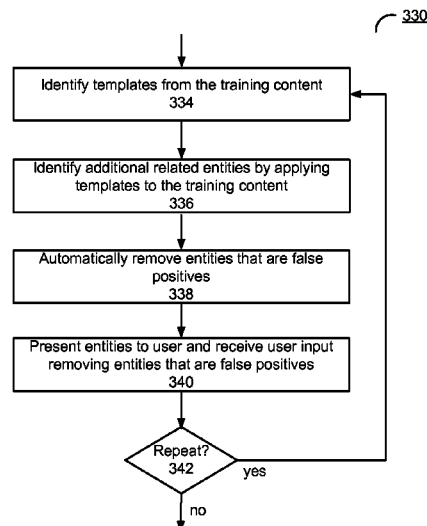 330
Identify templates from the training content
334
Identify additional related entities by applying
templates to the training content
336
Automatically remove entities that are false
positives
338
Present entities to user and receive user input
removing entities that are false positives
340
Repeat?
342
yes
no